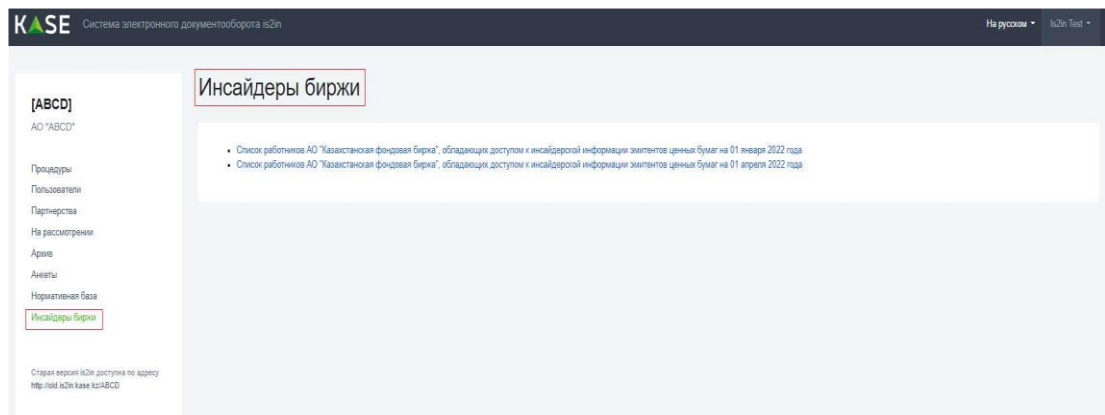 KASE Система электронного документооборота is2in
На русском
Is2in Test
[ABCD]
АО "ABCD"
Процедуры
Пользователи
Партнерства
На рассмотрении
Архив
Анкеты
Нормативная база
Инсайдеры биржи
Старая версия is2in доступна по адресу
http://old.is2in.kase.kz/ABCD
Инсайдеры биржи
Список работников АО "Казахстанская фондовая биржа", обладающих доступом к инсайдерской информации эмитентов ценных бумаг на 01 января 2022 года
Список работников АО "Казахстанская фондовая биржа", обладающих доступом к инсайдерской информации эмитентов ценных бумаг на 01 апреля 2022 года